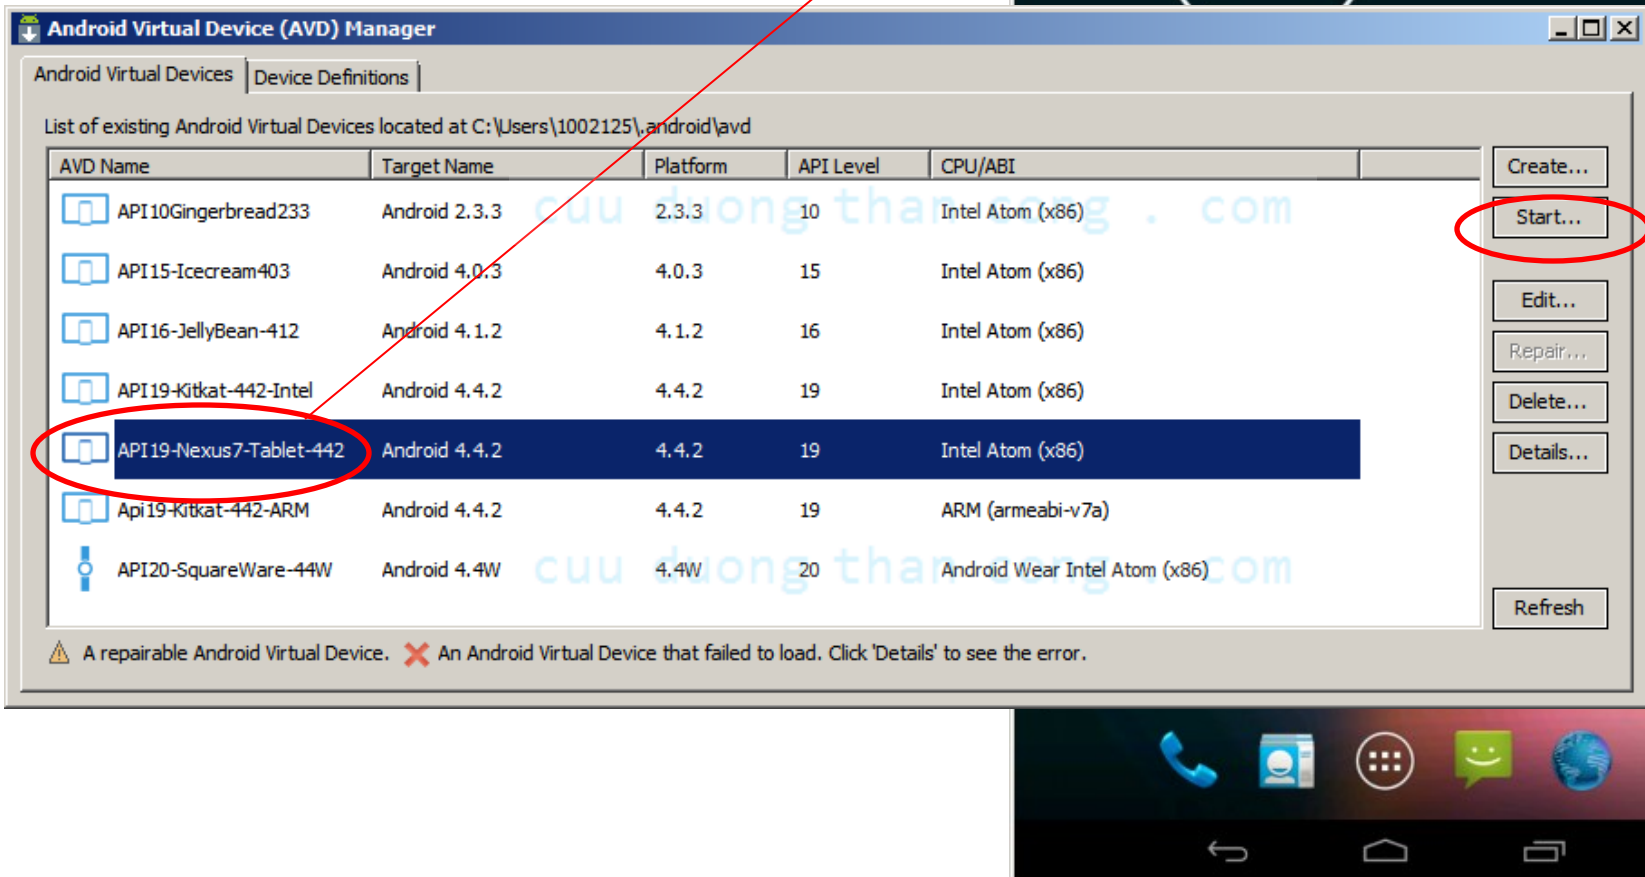 Android Virtual Device (AVD) Manager
Android Virtual Devices Device Definitions
List of existing Android Virtual Devices located at C:\Users\1002125\.android\avd
AVD Name Target Name Platform API Level CPU/ABI Create...
API10Gingerbread233 Android 2.3.3 2.3.3 10 Intel Atom (x86) Start...
cuu duong than cong . com
API15-Icecream403 Android 4.0.3 4.0.3 15 Intel Atom (x86)
Edit...
API16-JellyBean-412 Android 4.1.2 4.1.2 16 Intel Atom (x86)
Repair...
API19-Kitkat-442-Intel Android 4.4.2 4.4.2 19 Intel Atom (x86)
Delete...
API19-Nexus7-Tablet-442 Android 4.4.2 4.4.2 19 Intel Atom (x86) Details...
Api19-Kitkat-442-ARM Android 4.4.2 4.4.2 19 ARM (armeabi-v7a)
API20-SquareWare-44W Android 4.4W 4.4W 20 Android Wear Intel Atom (x86)
cuu duong than cong . com
Refresh
A repairable Android Virtual Device. An Android Virtual Device that failed to load. Click 'Details' to see the error.